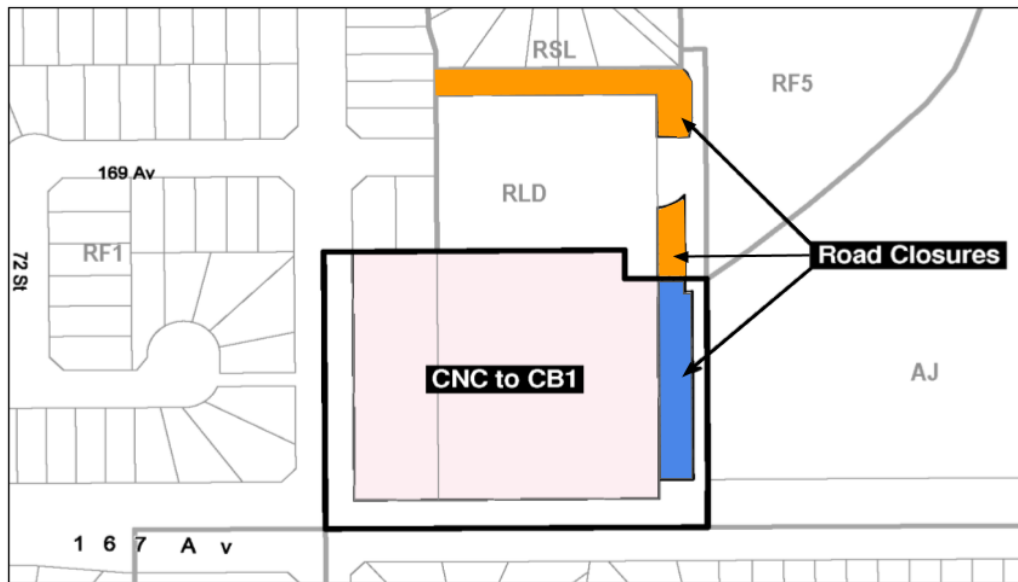 RSL
RF5
169 Av
RLD
RF1
72 St
Road Closures
CNC to CB1
AJ
1 6 7 A v